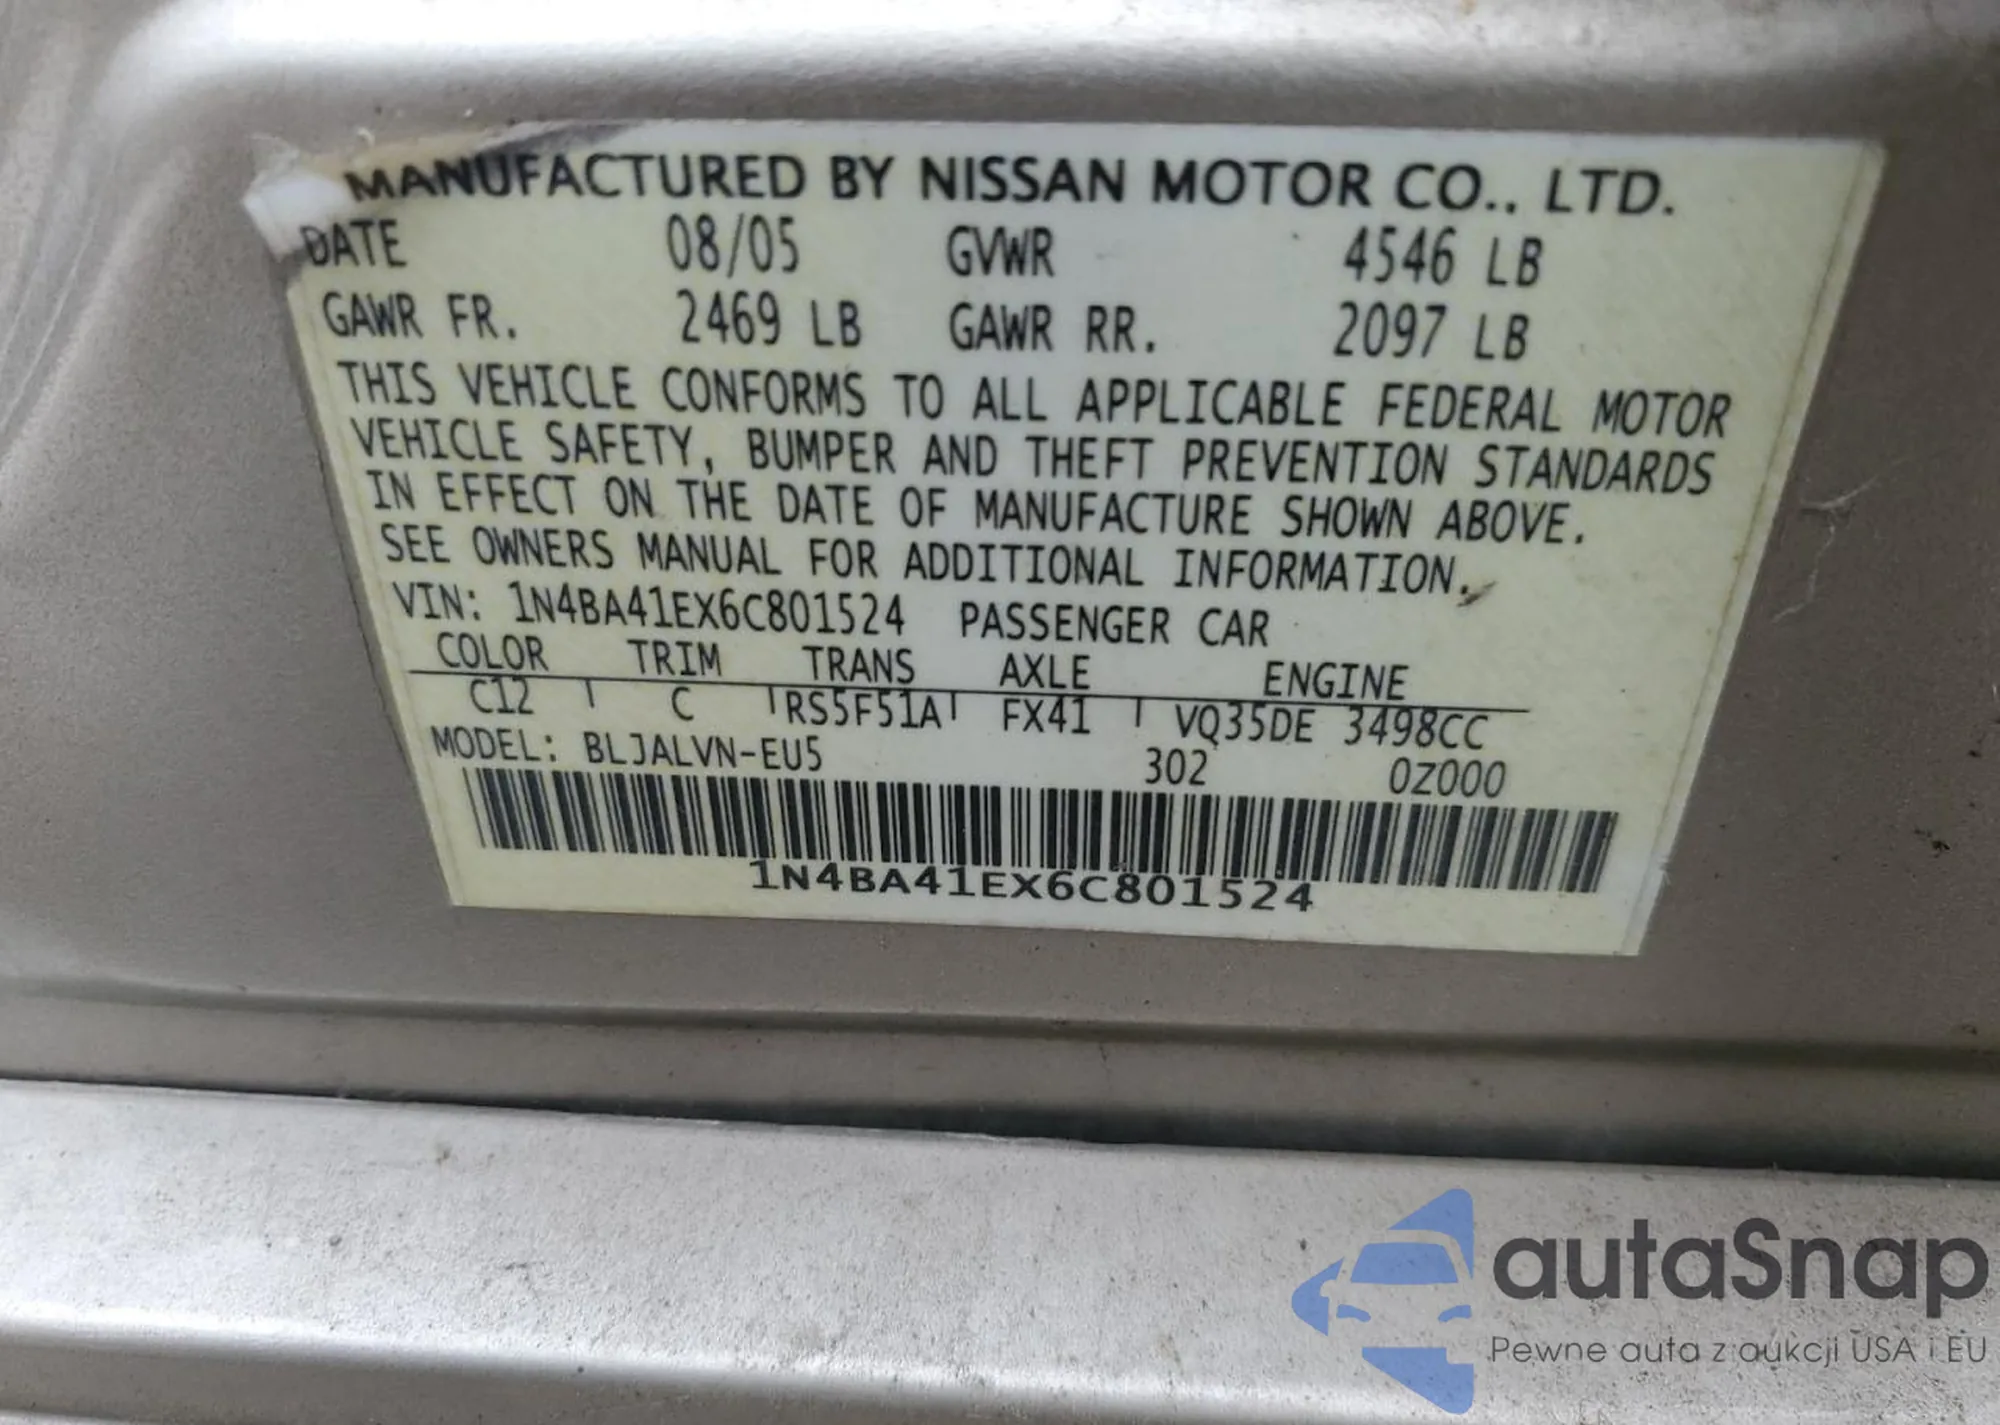 MANUFACTURED BY NISSAN MOTOR CO., LTD.
DATE 08/05 GVWR 4546 LB
GAWR FR. 2469 LB GAWR RR. 2097 LB
THIS VEHICLE CONFORMS TO ALL APPLICABLE FEDERAL MOTOR
VEHICLE SAFETY, BUMPER AND THEFT PREVENTION STANDARDS
IN EFFECT ON THE DATE OF MANUFACTURE SHOWN ABOVE.
SEE OWNERS MANUAL FOR ADDITIONAL INFORMATION.
VIN: 1N4BA41EX6C801524 PASSENGER CAR
COLOR TRIM TRANS AXLE ENGINE
C12 C RS5F51A FX41 VQ35DE 3498CC
MODEL: BLJALVN-EU5 302 0Z000
1N4BA41EX6C801524
autaSnap
Pewne auta z aukcji USA i EU